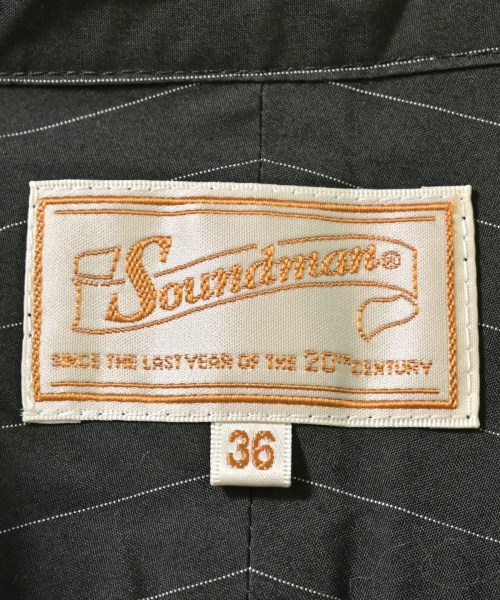 Soundman®
SINCE THE LAST YEAR OF THE 20TH CENTURY
36